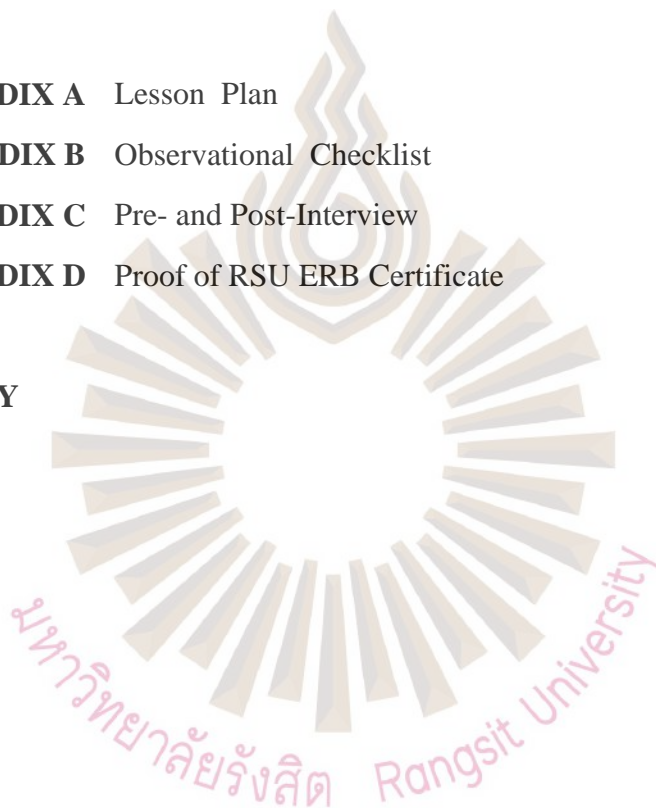 DIX A Lesson Plan
DIX B Observational Checklist
DIX C Pre- and Post-Interview
DIX D Proof of RSU ERB Certificate
Y
มหาวิทยาลัยรังสิต Rangsit University